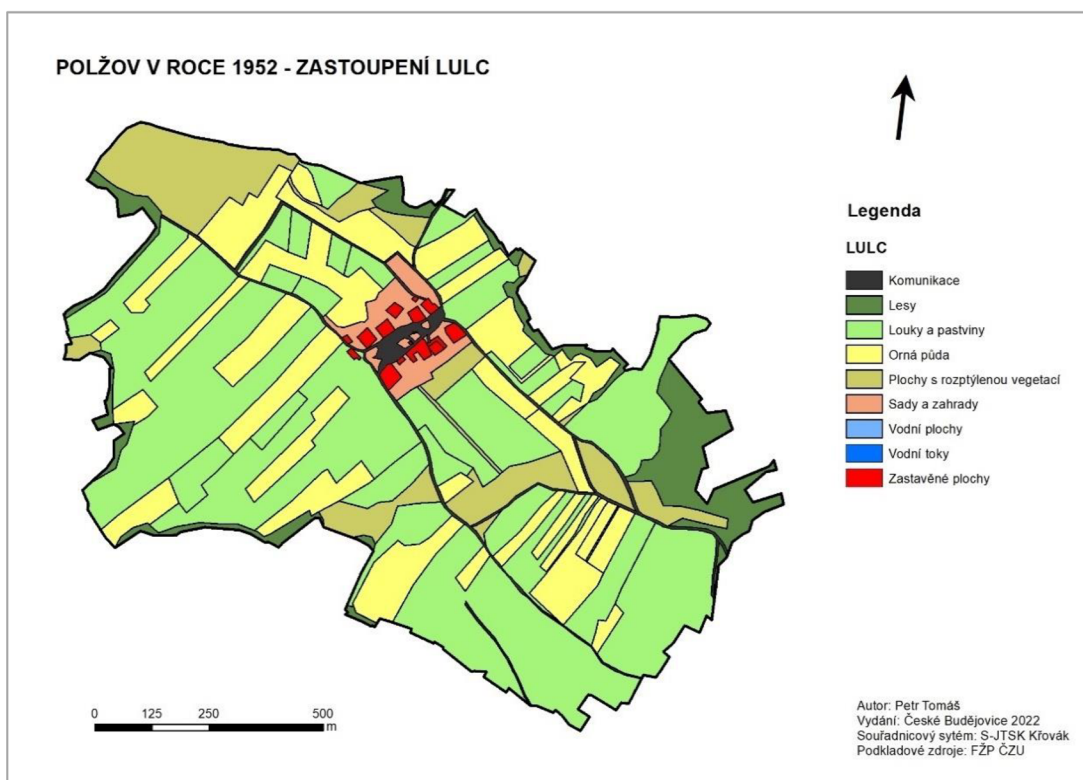 POLŽOV V ROCE 1952 - ZASTOUPENÍ LULC
Legenda
LULC
Komunikace
Lesy
Louky a pastviny
Orná půda
Plochy s rozptýlenou vegetací
Sady a zahrady
Vodní plochy
Vodní toky
Zastavěné plochy
0 125 250 500
m
Autor: Petr Tomáš
Vydání: České Budějovice 2022
Souřadnicový sytém: S-JTSK Křovák
Podkladové zdroje: FŽP ČZU